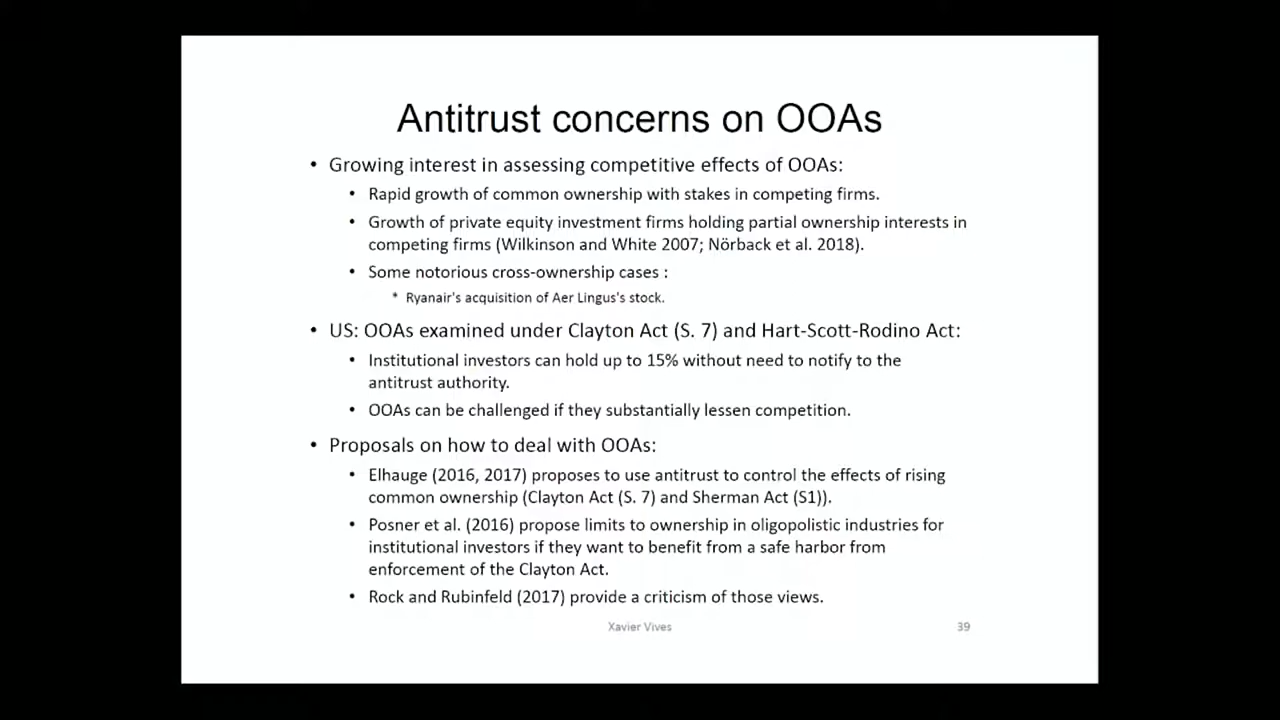 Antitrust concerns on OOAs
• Growing interest in assessing competitive effects of OOAs:
• Rapid growth of common ownership with stakes in competing firms.
• Growth of private equity investment firms holding partial ownership interests in
competing firms (Wilkinson and White 2007; Nörback et al. 2018).
• Some notorious cross-ownership cases :
* Ryanair's acquisition of Aer Lingus's stock.
• US: OOAs examined under Clayton Act (S. 7) and Hart-Scott-Rodino Act:
• Institutional investors can hold up to 15% without need to notify to the
antitrust authority.
• OOAs can be challenged if they substantially lessen competition.
• Proposals on how to deal with OOAs:
• Elhauge (2016, 2017) proposes to use antitrust to control the effects of rising
common ownership (Clayton Act (S. 7) and Sherman Act (S1)).
• Posner et al. (2016) propose limits to ownership in oligopolistic industries for
institutional investors if they want to benefit from a safe harbor from
enforcement of the Clayton Act.
• Rock and Rubinfeld (2017) provide a criticism of those views.
Xavier Vives
39